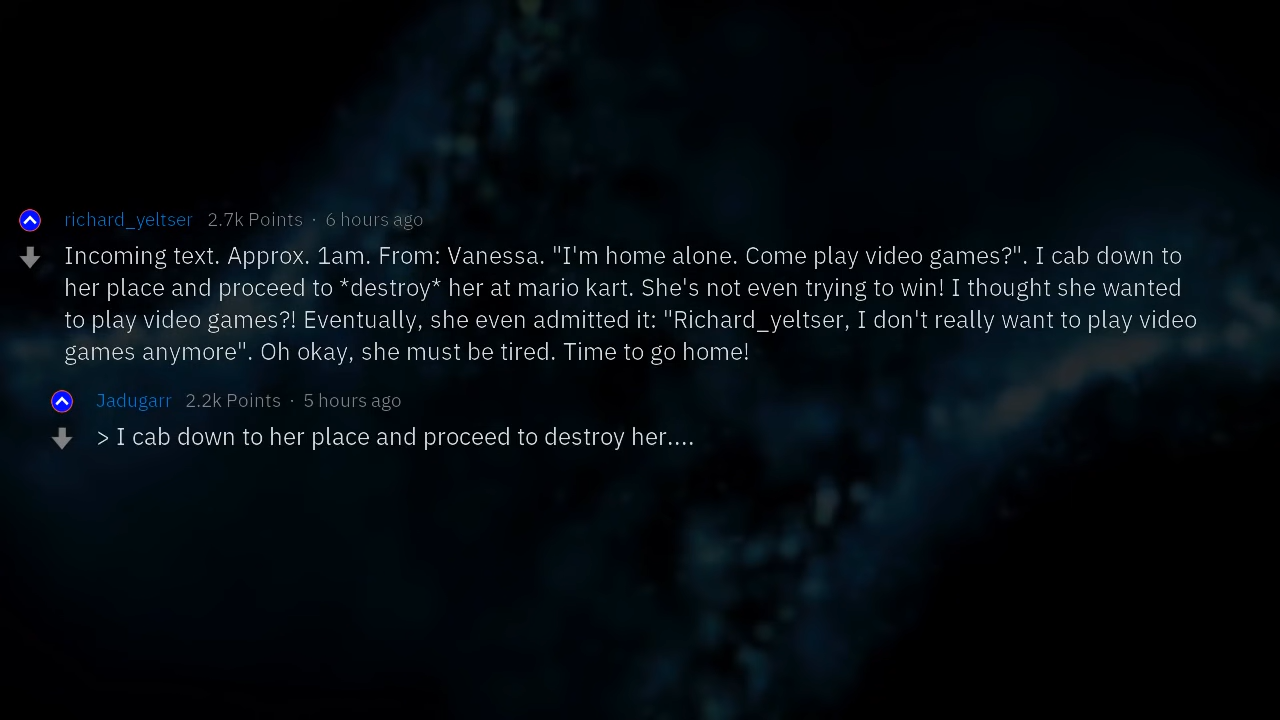 richard_yeltser 2.7k Points · 6 hours ago
Incoming text. Approx. 1am. From: Vanessa. "I'm home alone. Come play video games?". I cab down to
her place and proceed to *destroy* her at mario kart. She's not even trying to win! I thought she wanted
to play video games?! Eventually, she even admitted it: "Richard_yeltser, I don't really want to play video
games anymore". Oh okay, she must be tired. Time to go home!
Jadugarr 2.2k Points · 5 hours ago
> I cab down to her place and proceed to destroy her....